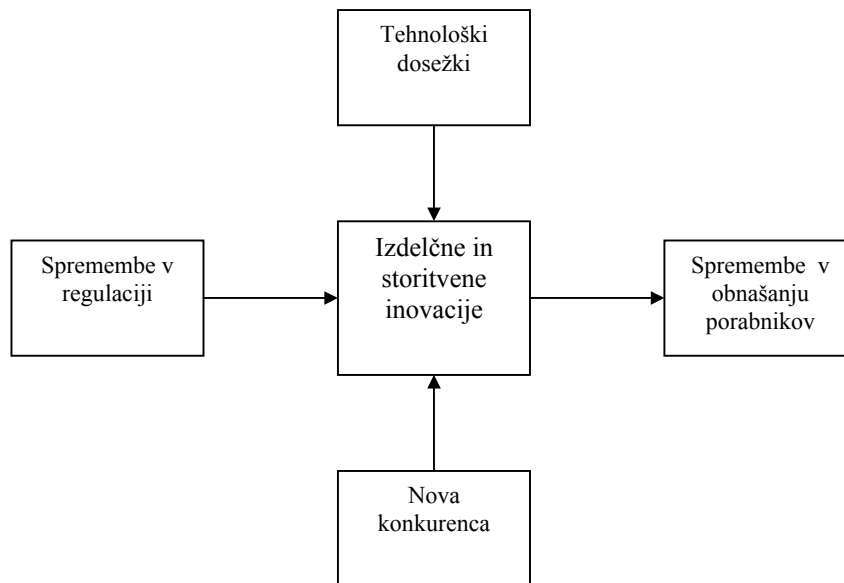 Tehnološki
dosežki
Spremembe v
regulaciji
Izdelčne in
storitvene
inovacije
Spremembe v
obnašanju
porabnikov
Nova
konkurenca